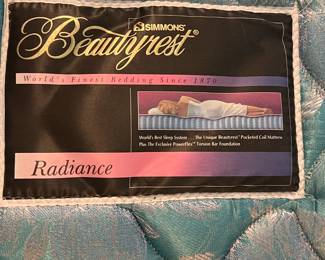 SIMMONS®
Beautyrest®
World's Finest Bedding Since 1870
World's Best Sleep System . . . The Unique Beautyrest® Pocketed Coil Mattress
Plus The Exclusive Powerflex™ Torsion Bar Foundation
Radiance